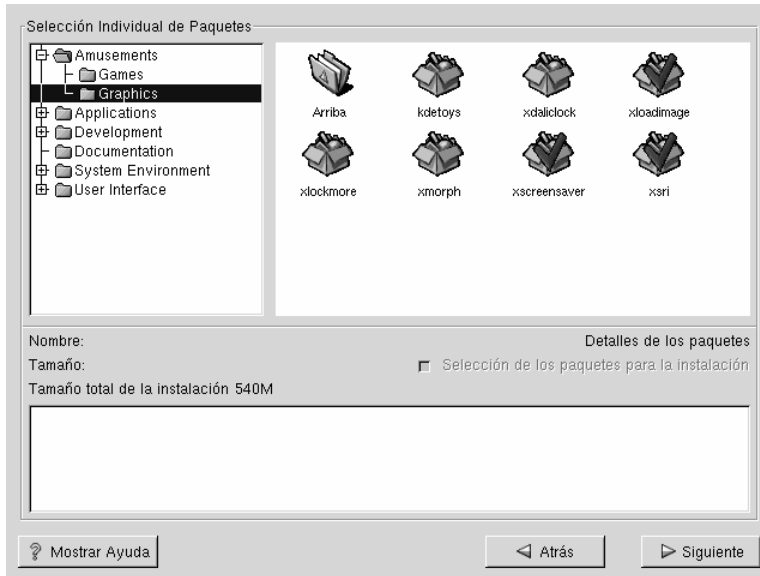 Selección Individual de Paquetes
Amusements
Games
Graphics
Applications
Development
Documentation
System Environment
User Interface
Arriba
kdetoys
xdaliclock
xloadimage
xlockmore
xmorph
xscreensaver
xsri
Nombre:
Detalles de los paquetes
Tamaño:
Selección de los paquetes para la instalación
Tamaño total de la instalación 540M
Mostrar Ayuda
Atrás
Siguiente